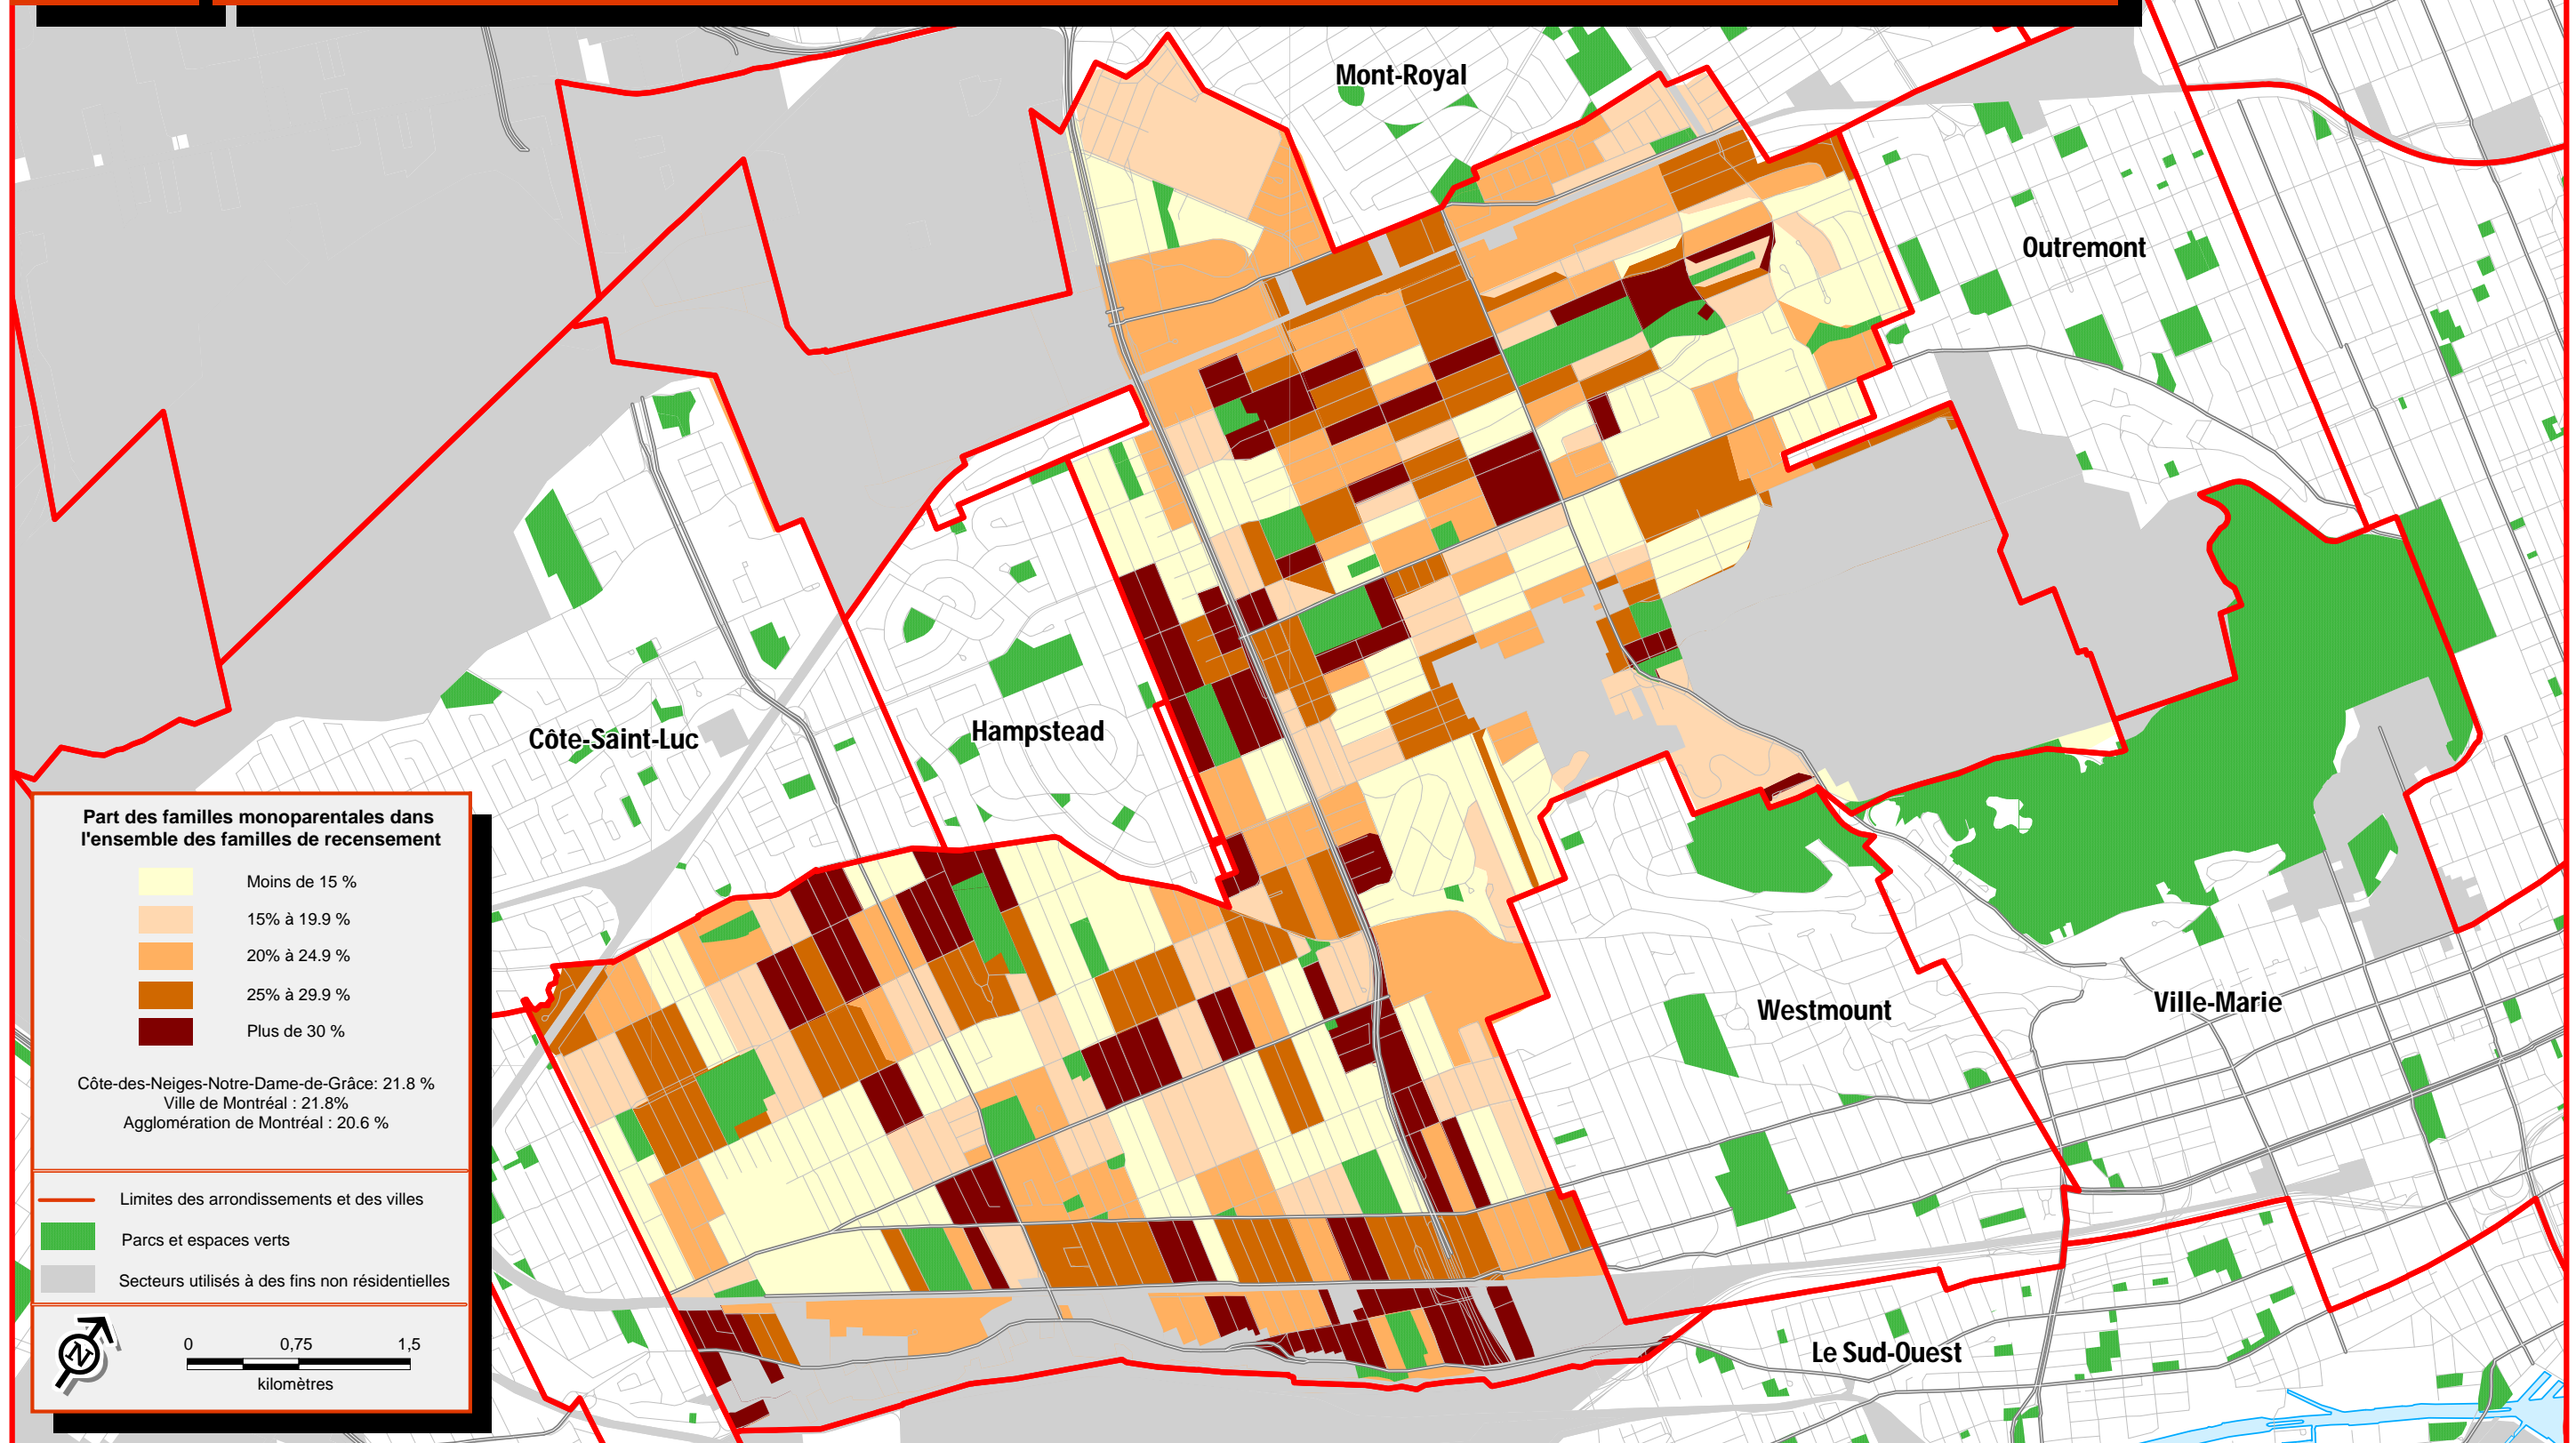 Mont-Royal
Outremont
Côte-Saint-Luc
Hampstead
Westmount
Ville-Marie
Le Sud-Ouest
Part des familles monoparentales dans
l'ensemble des familles de recensement
Moins de 15 %
15% à 19.9 %
20% à 24.9 %
25% à 29.9 %
Plus de 30 %
Côte-des-Neiges-Notre-Dame-de-Grâce: 21.8 %
Ville de Montréal : 21.8%
Agglomération de Montréal : 20.6 %
Limites des arrondissements et des villes
Parcs et espaces verts
Secteurs utilisés à des fins non résidentielles
N
0 0,75 1,5
kilomètres